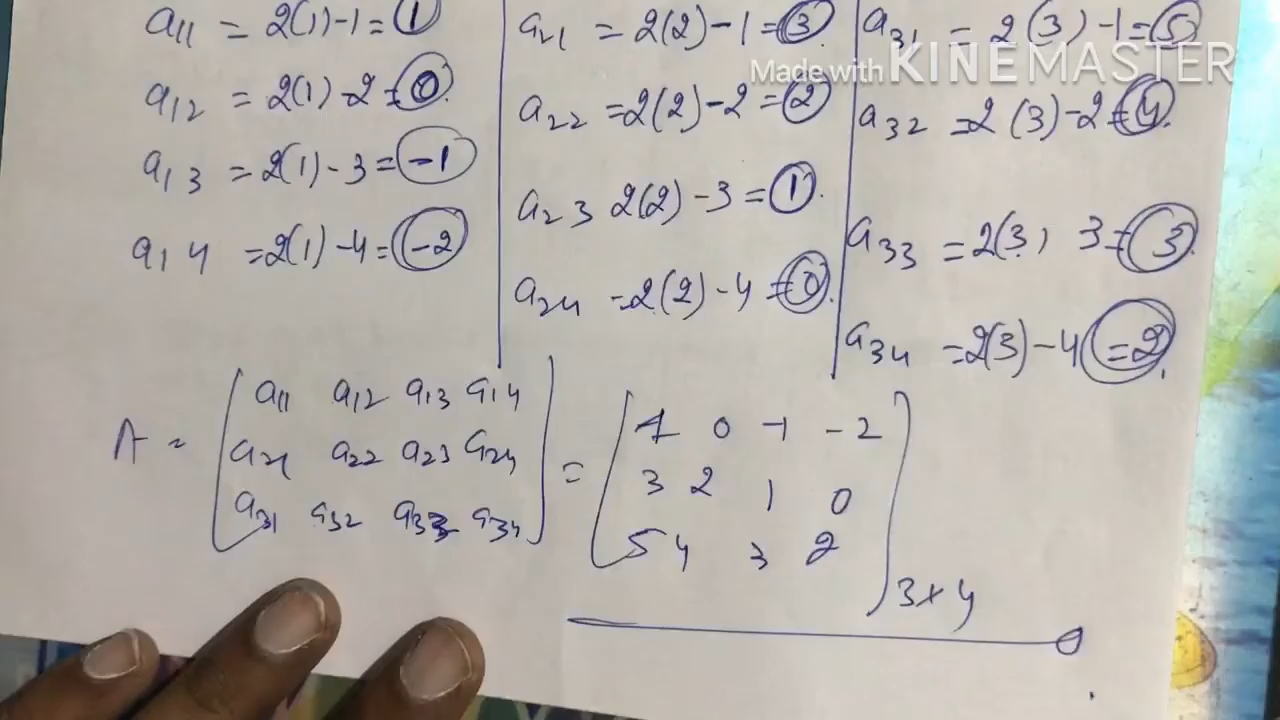 a11 = 2(1)-1=1
a12 = 2(1)-2=0.
a13 = 2(1)-3=-1
a14 =2(1)-4=-2
a21 = 2(2)-1=3
a22 =2(2)-2=2
a23 2(2)-3=1.
a24 =2(2)-4=0.
a31 = 2(3)-1=5
Made with KINEMASTER
a32 =2(3)-2=4.
a33 =2(3) 3=3
a34 =2(3)-4=2.
A = [a11 a12 a13 a14
a21 a22 a23 a24
a31 a32 a33 a34]
= [1 0 -1 -2
3 2 1 0
5 4 3 2] 3×4